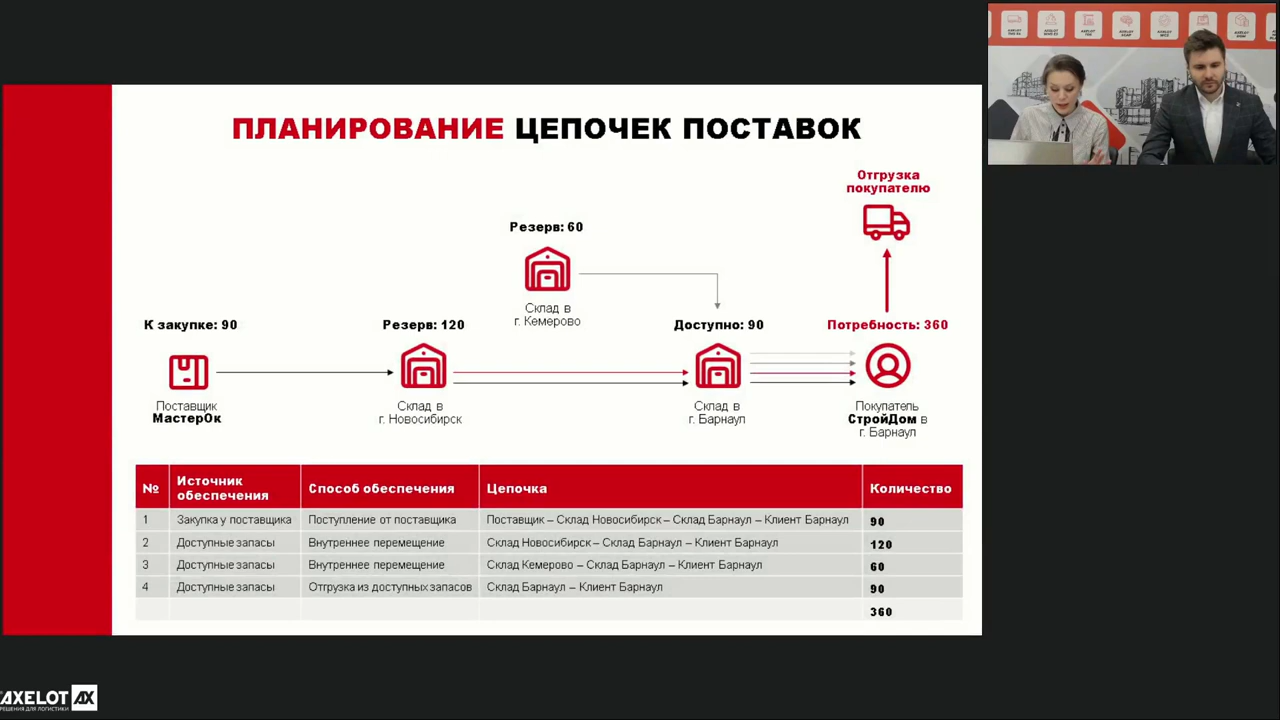 ПЛАНИРОВАНИЕ ЦЕПОЧЕК ПОСТАВОК
Отгрузка
покупателю
Резерв: 60
Склад в
г. Кемерово
К закупке: 90
Резерв: 120
Доступно: 90
Потребность: 360
Поставщик
МастерОк
Склад в
г. Новосибирск
Склад в
г. Барнаул
Покупатель
СтройДом в
г. Барнаул
№ Источник обеспечения Способ обеспечения Цепочка Количество
1 Закупка у поставщика Поступление от поставщика Поставщик – Склад Новосибирск – Склад Барнаул – Клиент Барнаул 90
2 Доступные запасы Внутреннее перемещение Склад Новосибирск – Склад Барнаул – Клиент Барнаул 120
3 Доступные запасы Внутреннее перемещение Склад Кемерово – Склад Барнаул – Клиент Барнаул 60
4 Доступные запасы Отгрузка из доступных запасов Склад Барнаул – Клиент Барнаул 90
360
AXELOT AX
РЕШЕНИЯ ДЛЯ ЛОГИСТИКИ